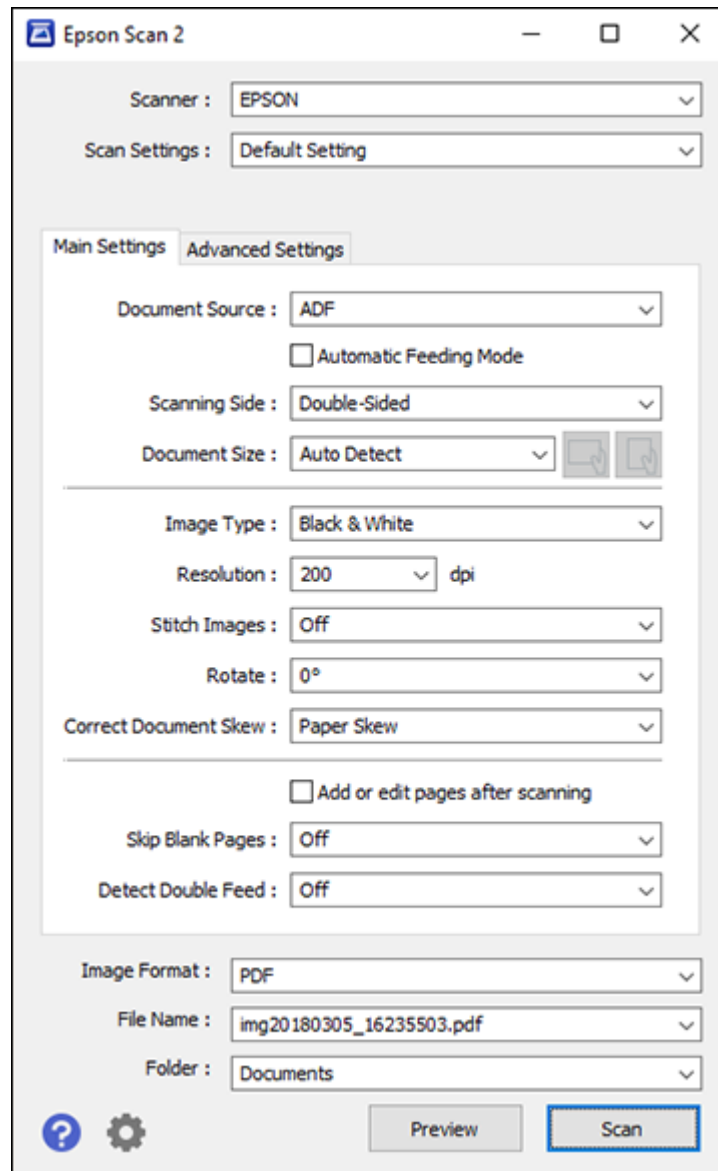 Epson Scan 2
Scanner : EPSON
Scan Settings : Default Setting
Main Settings Advanced Settings
Document Source : ADF
Automatic Feeding Mode
Scanning Side : Double-Sided
Document Size : Auto Detect
Image Type : Black & White
Resolution : 200 dpi
Stitch Images : Off
Rotate : 0°
Correct Document Skew : Paper Skew
Add or edit pages after scanning
Skip Blank Pages : Off
Detect Double Feed : Off
Image Format : PDF
File Name : img20180305_16235503.pdf
Folder : Documents
? Preview Scan